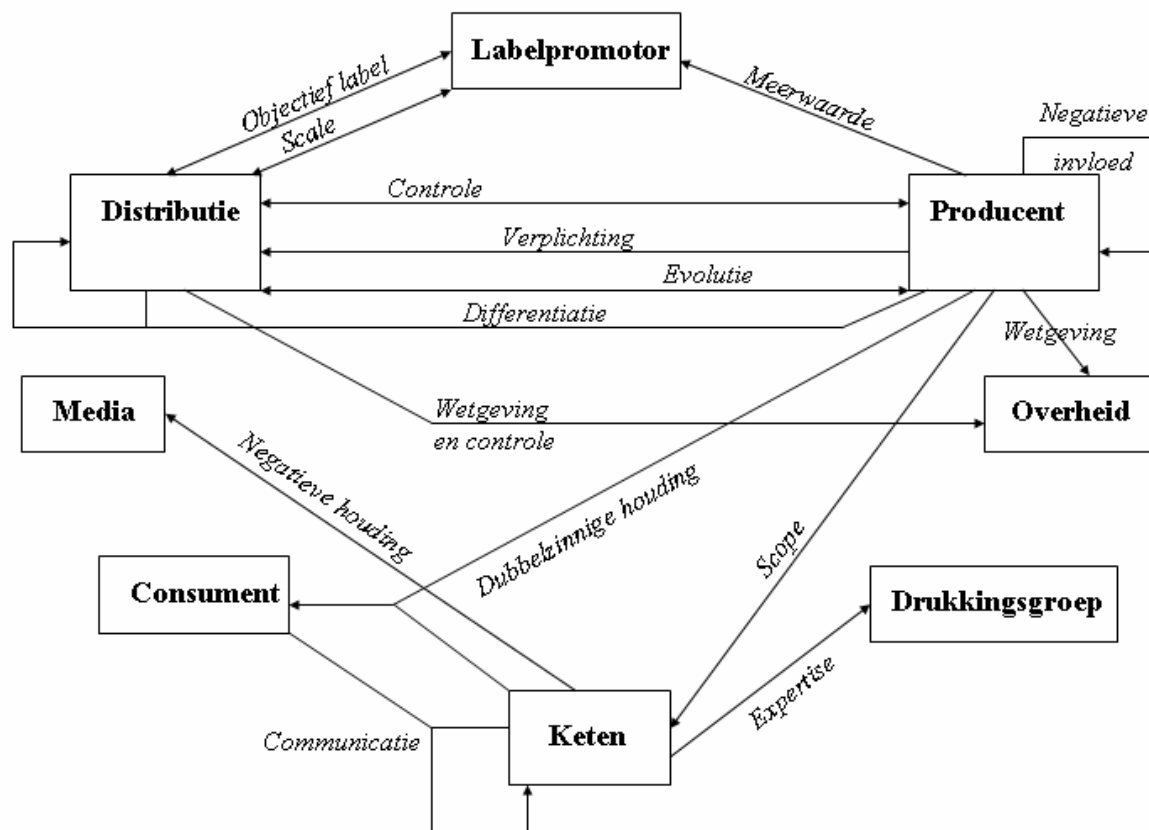 Labelpromotor
Objectief label
Scale
Meerwaarde
Negatieve
invloed
Distributie
Controle
Producent
Verplichting
Evolutie
Differentiatie
Wetgeving
Media
Wetgeving
en controle
Overheid
Negatieve houding
Dubbelzinnige houding
Scope
Consument
Drukkingsgroep
Expertise
Communicatie
Keten